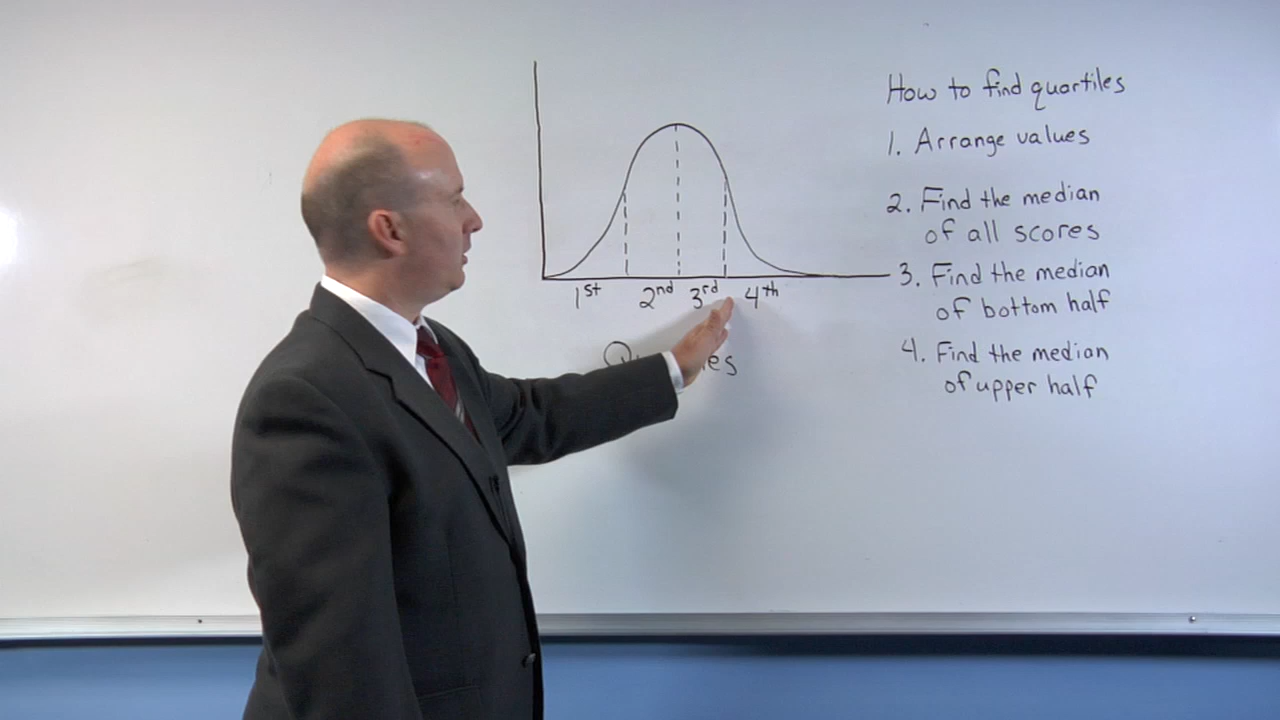 How to find quartiles
1. Arrange values
2. Find the median
of all scores
3. Find the median
of bottom half
4. Find the median
of upper half
1st 2nd 3rd 4th